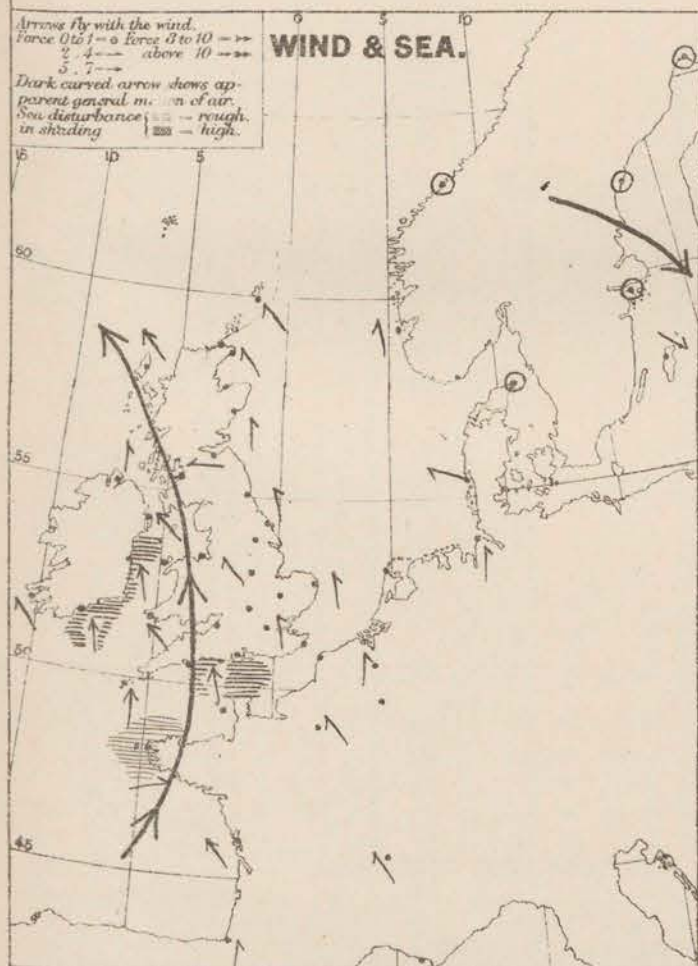 Arrows fly with the wind.
Force 0 to 1 — o Force 8 to 10 —
2 . 4 — above 10 —
5 . 7 —
Dark curved arrow shows ap-
parent general of air.
Sea disturbance — rough.
in shading — high.
WIND & SEA.
0 10
15 10 5
60
55
50
45